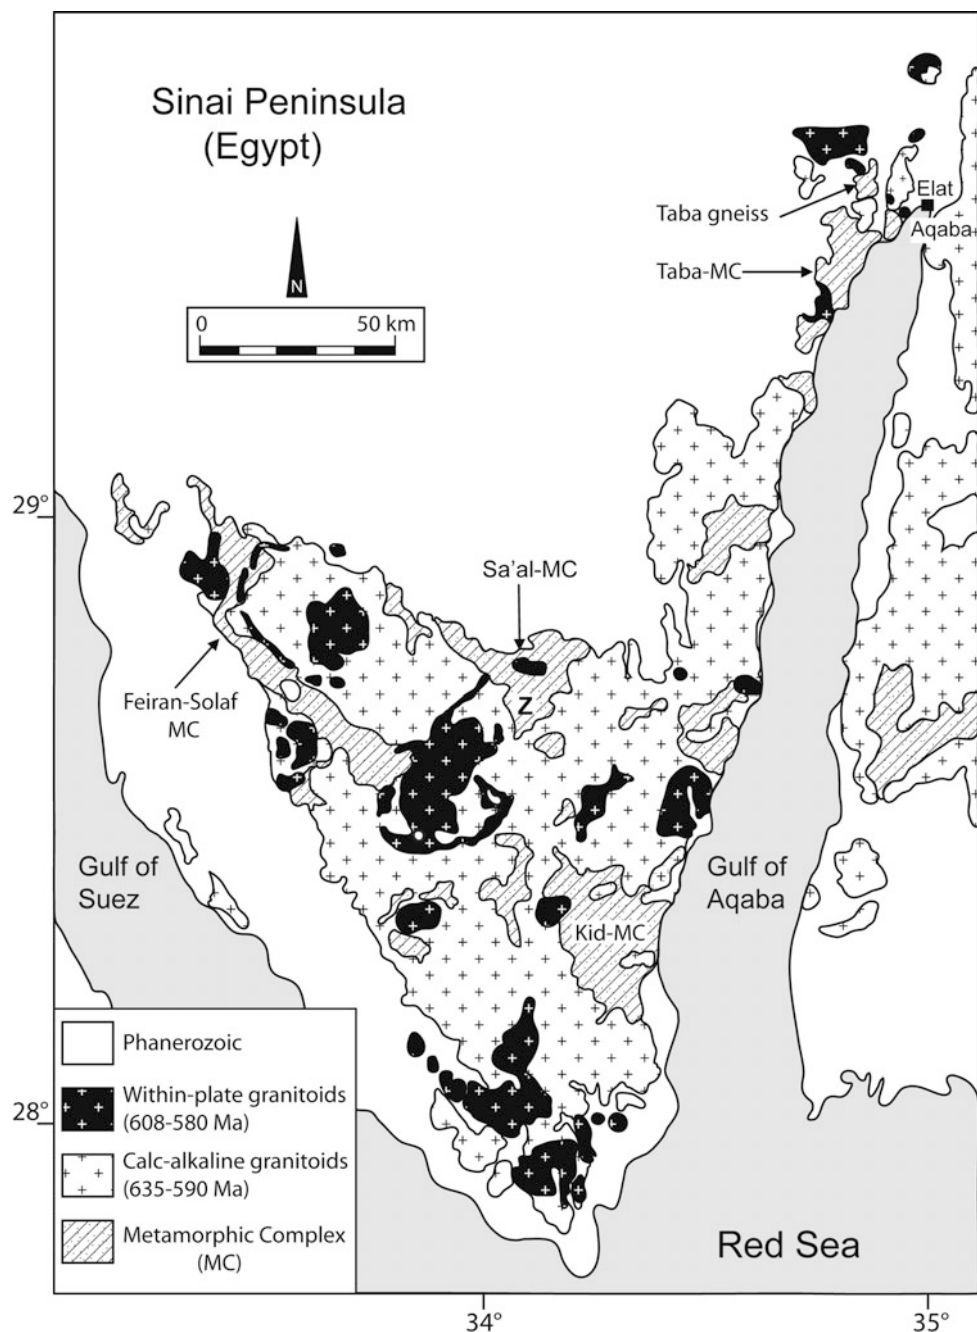 Sinai Peninsula
(Egypt)
N
0 50 km
Elat
Aqaba
Taba gneiss
Taba-MC
29°
Sa'al-MC
Z
Feiran-Solaf
MC
Gulf of
Suez
Gulf of
Aqaba
Kid-MC
28°
Phanerozoic
Within-plate granitoids
(608-580 Ma)
Calc-alkaline granitoids
(635-590 Ma)
Metamorphic Complex
(MC)
Red Sea
34°
35°